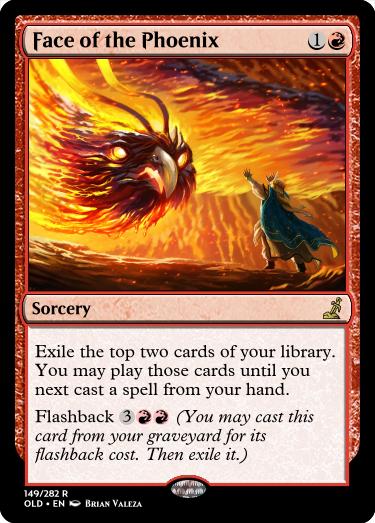 Face of the Phoenix 1
Sorcery
Exile the top two cards of your library.
You may play those cards until you
next cast a spell from your hand.
Flashback 3 (You may cast this
card from your graveyard for its
flashback cost. Then exile it.)
149/282 R
OLD • EN Brian Valeza